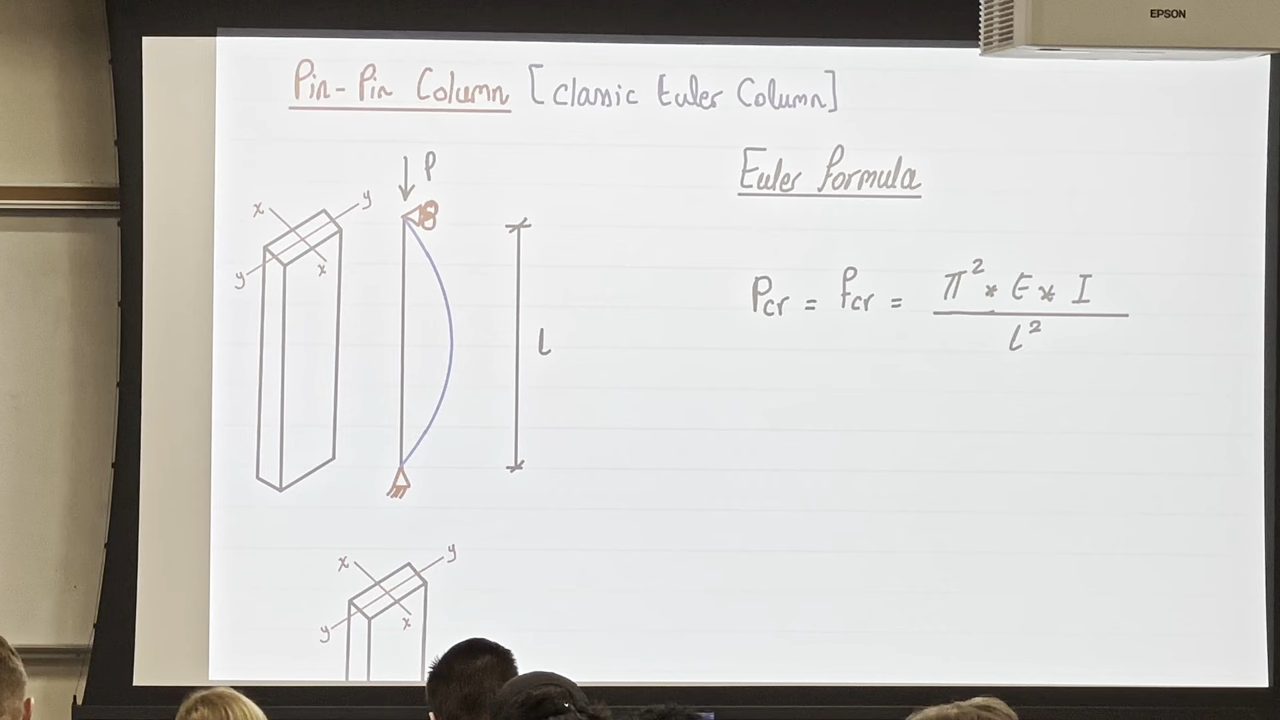 EPSON
Pin-Pin Column [Classic Euler Column]
Euler Formula
P
x
y
y
x
L
Pcr = Fcr = π² * E * I / L²
x
y
y
x